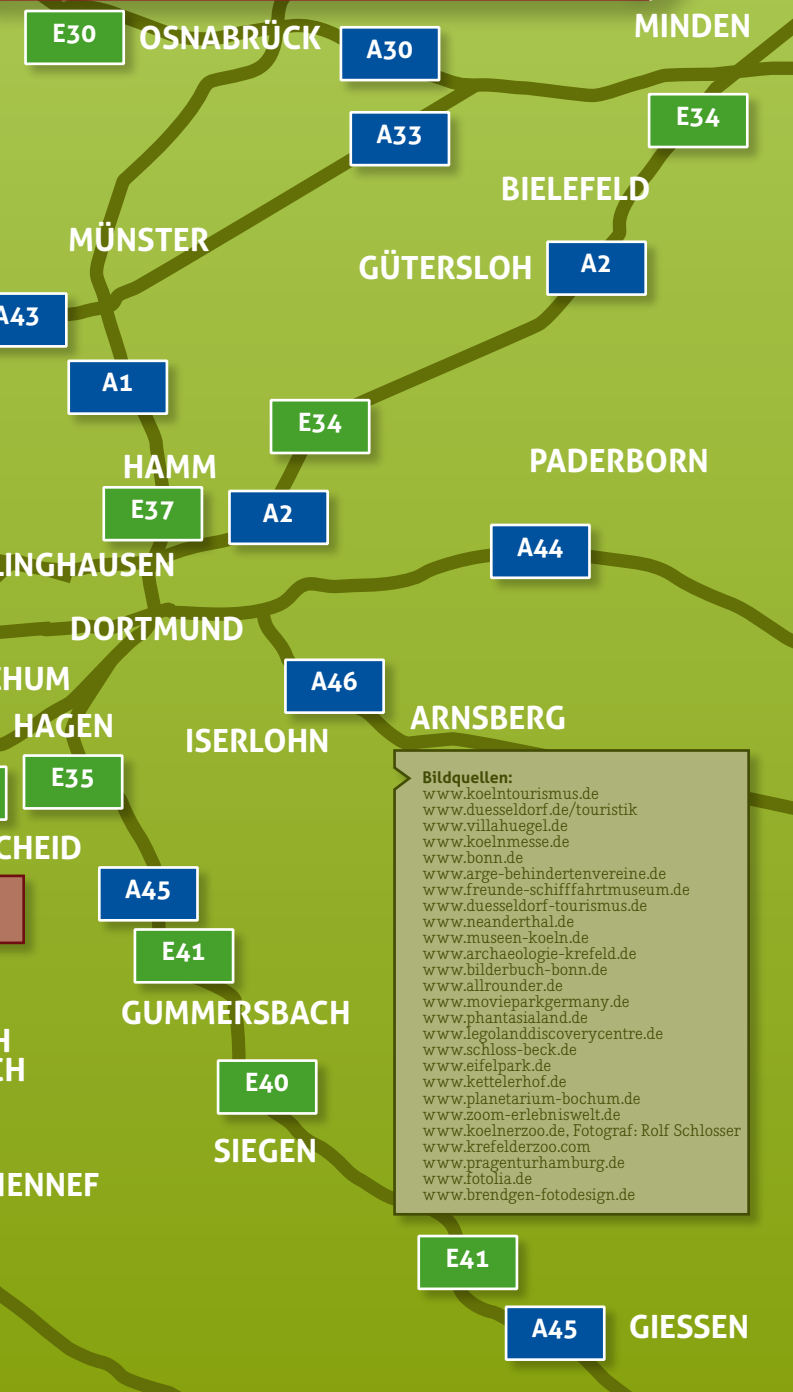 E30
OSNABRÜCK
A30
MINDEN
A33
E34
BIELEFELD
MÜNSTER
GÜTERSLOH
A2
A43
A1
E34
HAMM
PADERBORN
E37
A2
LINGHAUSEN
A44
DORTMUND
CHUM
A46
HAGEN
ISERLOHN
ARNSBERG
E35
CHEID
A45
E41
GUMMERSBACH
H
CH
E40
SIEGEN
HENNEF
Bildquellen:
www.koelntourismus.de
www.duesseldorf.de/touristik
www.villahuegel.de
www.koelnmesse.de
www.bonn.de
www.arge-behindertenvereine.de
www.freunde-schifffahrtmuseum.de
www.duesseldorf-tourismus.de
www.neanderthal.de
www.museen-koeln.de
www.archaeologie-krefeld.de
www.bilderbuch-bonn.de
www.allrounder.de
www.movieparkgermany.de
www.phantasialand.de
www.legolanddiscoverycentre.de
www.schloss-beck.de
www.eifelpark.de
www.kettelerhof.de
www.planetarium-bochum.de
www.zoom-erlebniswelt.de
www.koelnerzoo.de, Fotograf: Rolf Schlosser
www.krefelderzoo.com
www.pragenturhamburg.de
www.fotolia.de
www.brendgen-fotodesign.de
E41
A45
GIESSEN